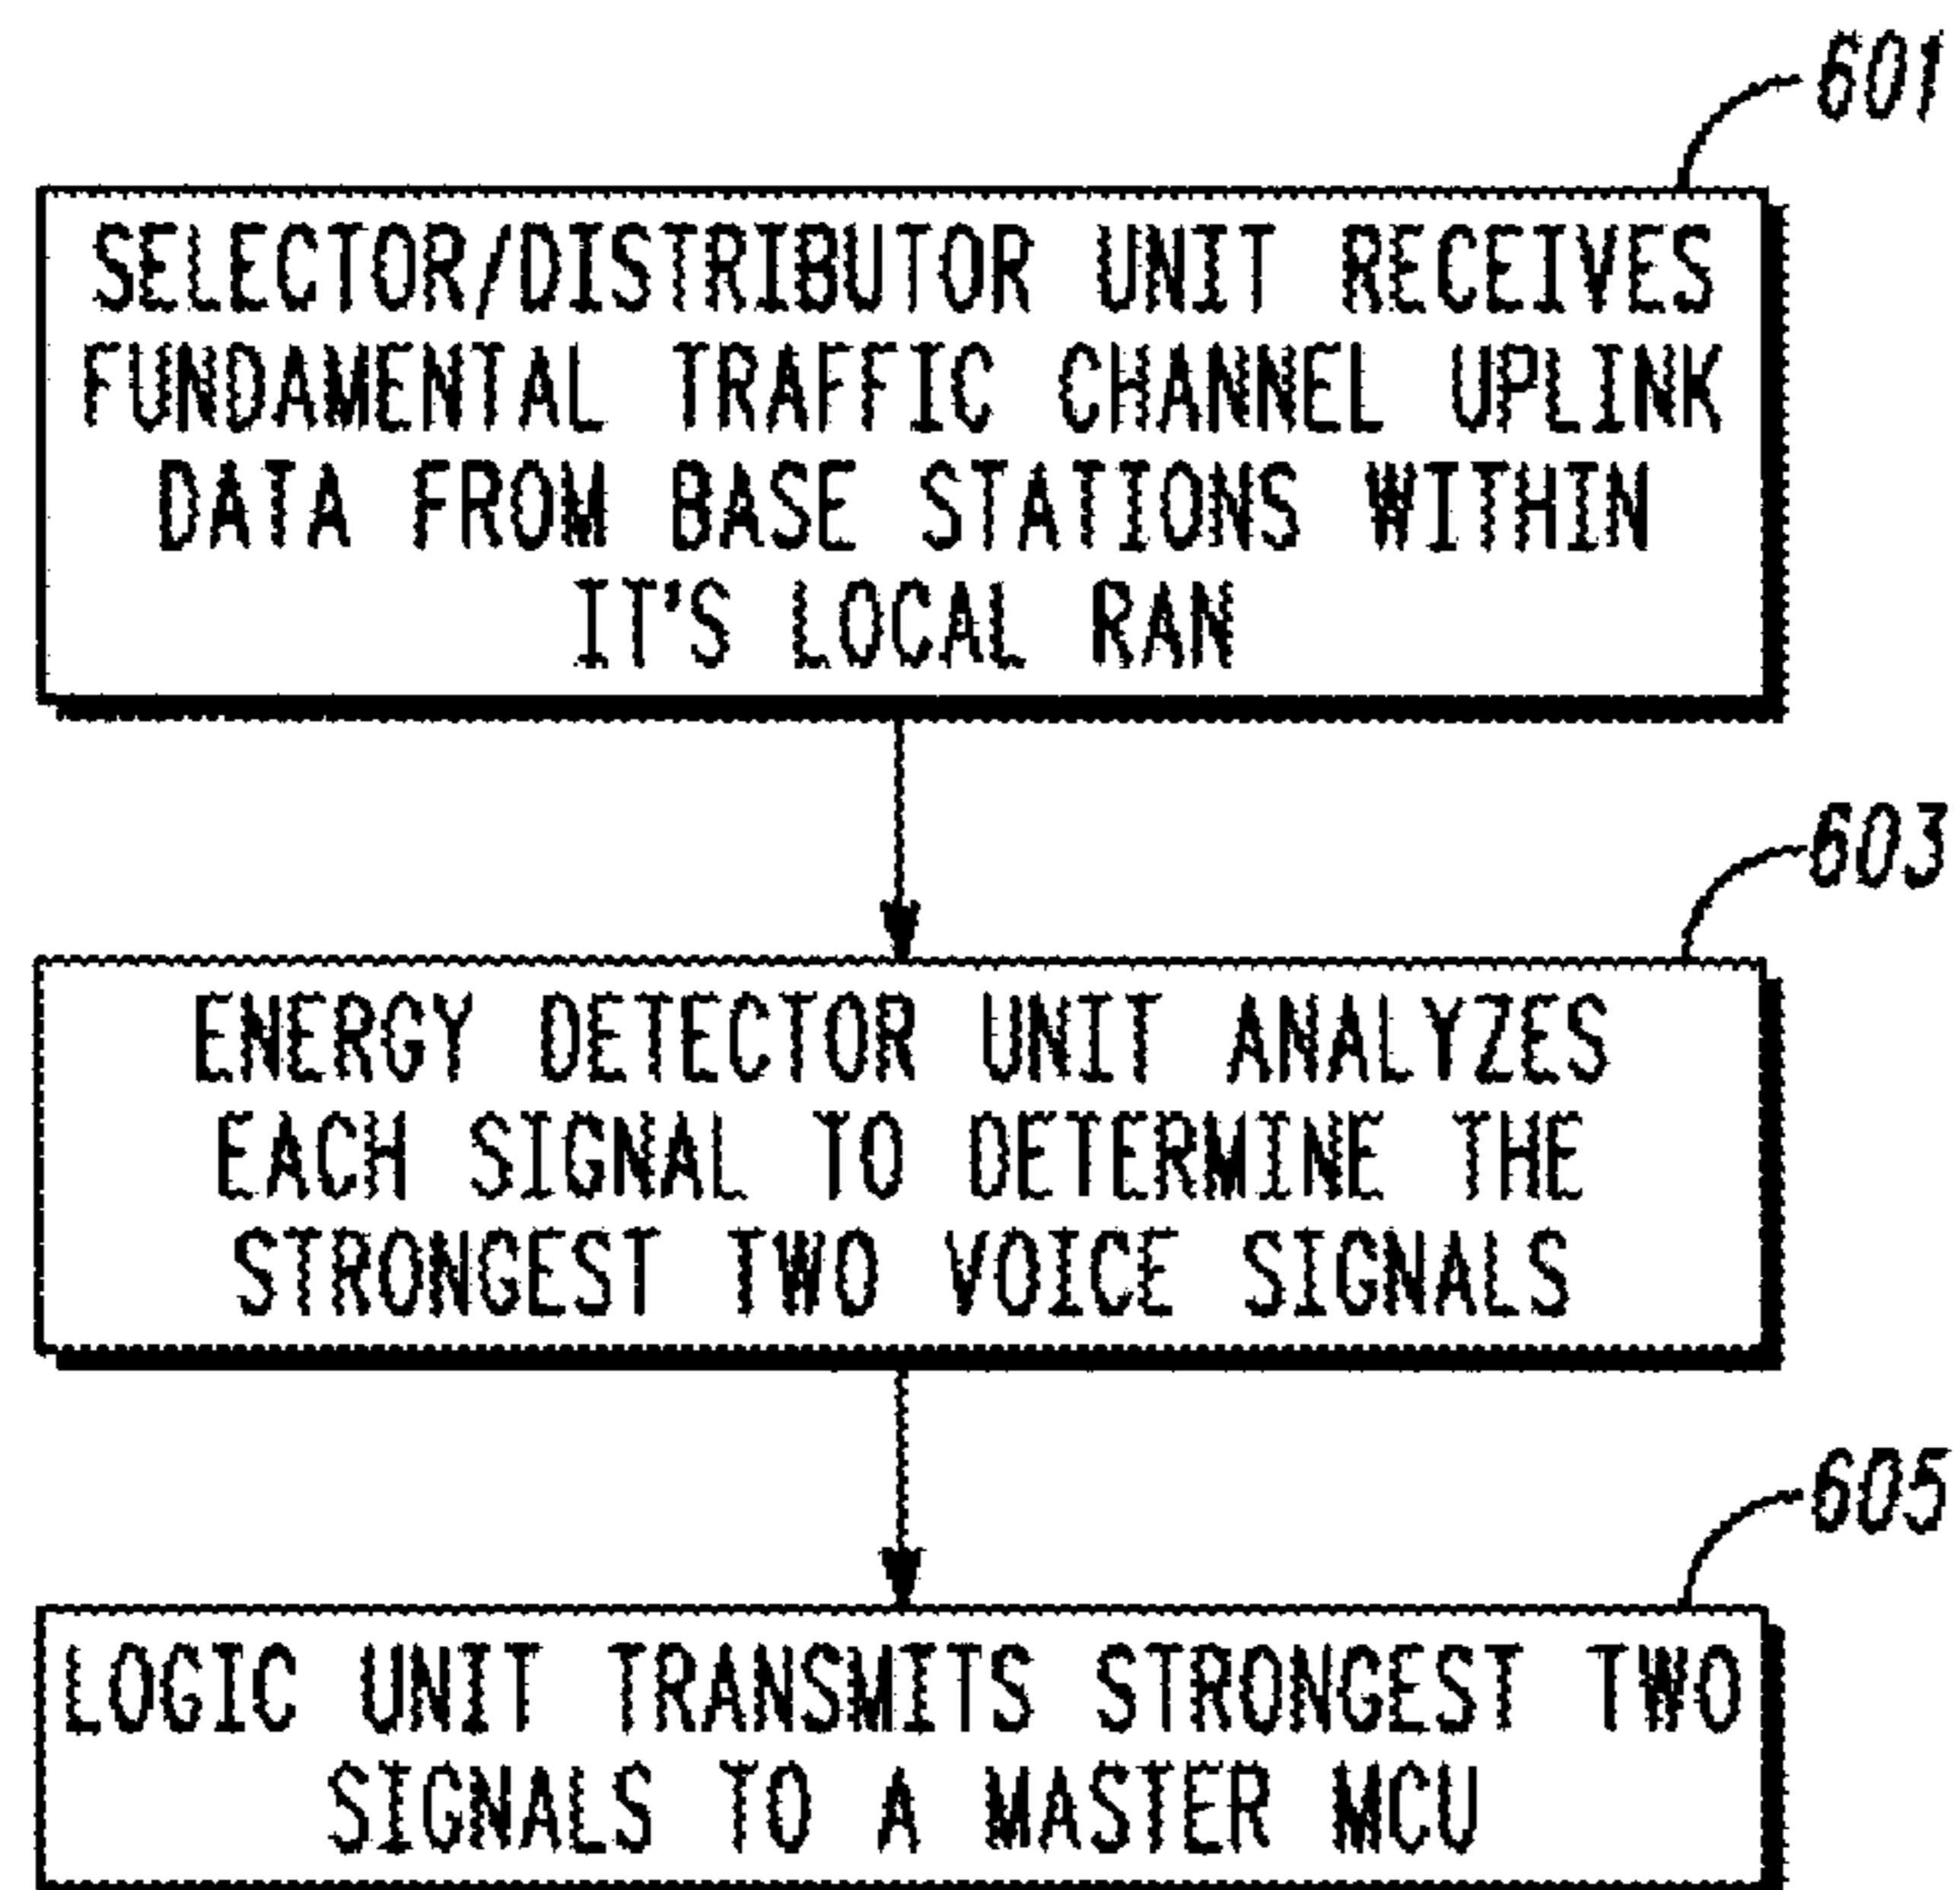 601
SELECTOR/DISTRIBUTOR UNIT RECEIVES
FUNDAMENTAL TRAFFIC CHANNEL UPLINK
DATA FROM BASE STATIONS WITHIN
IT'S LOCAL RAN
603
ENERGY DETECTOR UNIT ANALYZES
EACH SIGNAL TO DETERMINE THE
STRONGEST TWO VOICE SIGNALS
605
LOGIC UNIT TRANSMITS STRONGEST TWO
SIGNALS TO A MASTER MCU